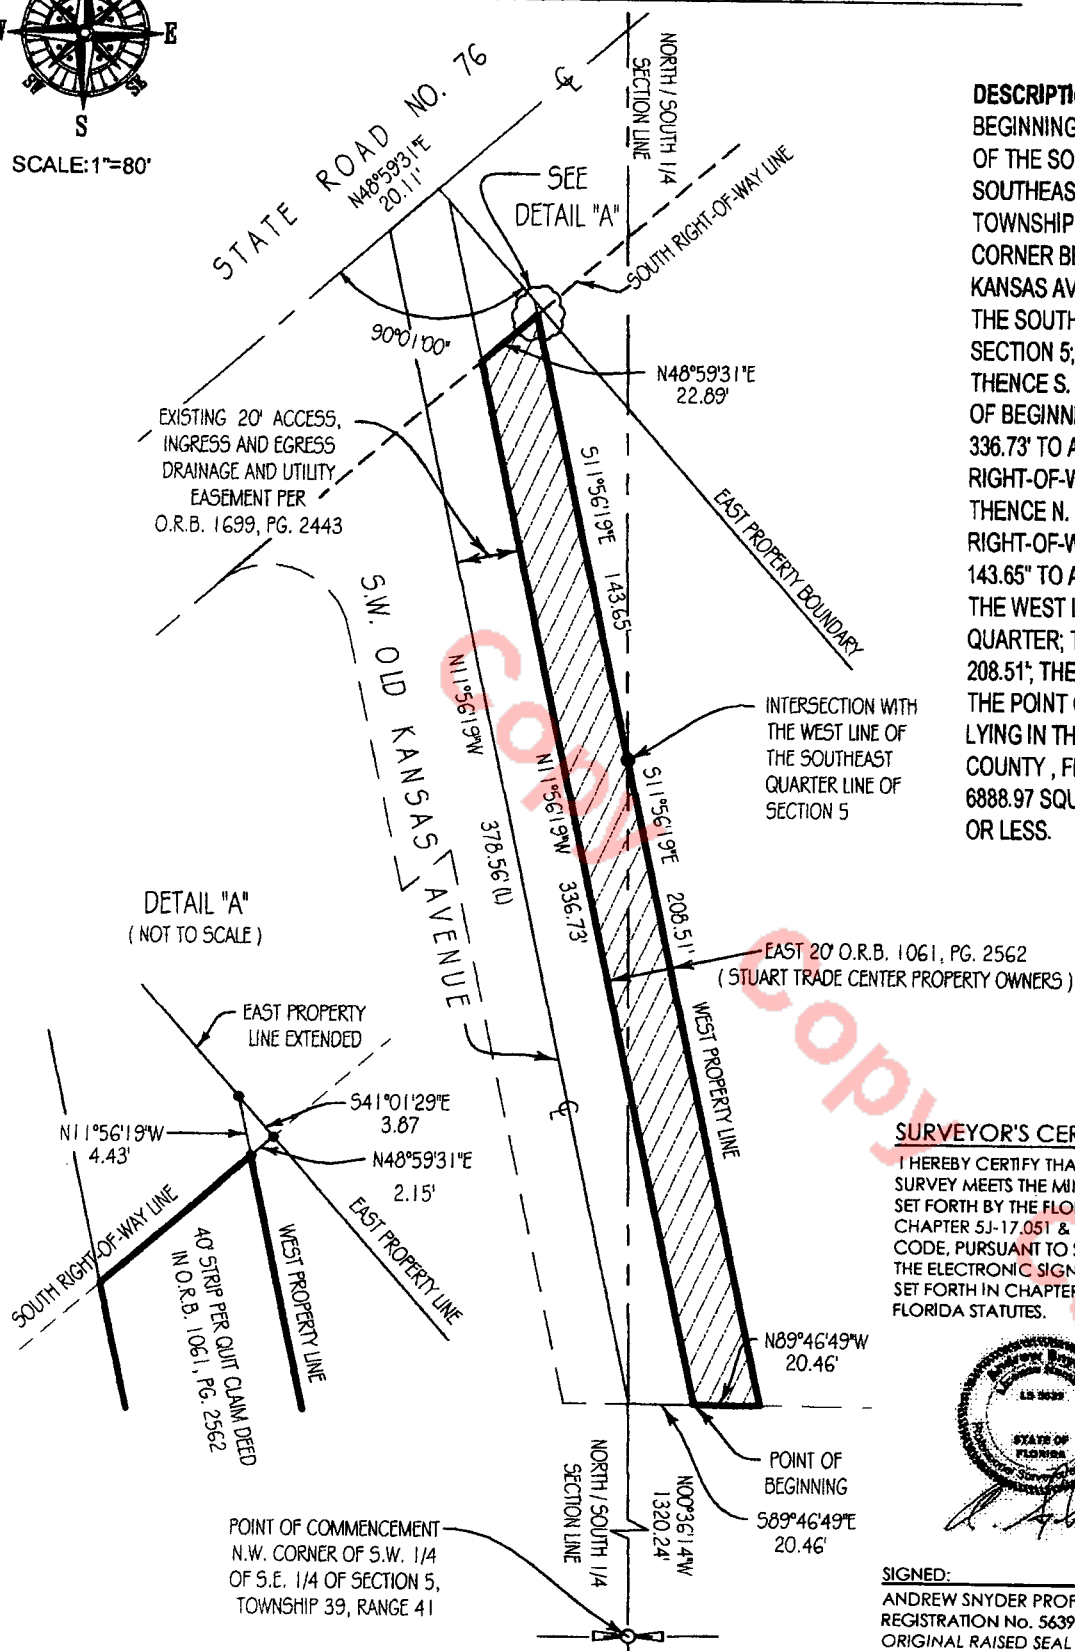 E
S
SCALE: 1"=80'
STATE ROAD NO. 76
N48°59'31"E
20.11'
NORTH / SOUTH 1/4
SECTION LINE
SEE
DETAIL "A"
SOUTH RIGHT-OF-WAY LINE
90°01'00"
N48°59'31"E
22.89'
EXISTING 20' ACCESS,
INGRESS AND EGRESS
DRAINAGE AND UTILITY
EASEMENT PER
O.R.B. 1699, PG. 2443
S11°56'19"E 143.65'
EAST PROPERTY BOUNDARY
S.W. OLD KANSAS AVENUE
N11°56'19"W
378.56'(L)
N11°56'19"W 336.73'
INTERSECTION WITH
THE WEST LINE OF
THE SOUTHEAST
QUARTER LINE OF
SECTION 5
S11°56'19"E 208.51'
EAST 20' O.R.B. 1061, PG. 2562
( STUART TRADE CENTER PROPERTY OWNERS )
WEST PROPERTY LINE
DETAIL "A"
( NOT TO SCALE )
EAST PROPERTY
LINE EXTENDED
S41°01'29"E
3.87
N11°56'19"W
4.43'
N48°59'31"E
2.15'
SOUTH RIGHT-OF-WAY LINE
WEST PROPERTY LINE
EAST PROPERTY LINE
40' STRIP PER QUIT CLAIM DEED
IN O.R.B. 1061, PG. 2562
N89°46'49"W
20.46'
POINT OF
BEGINNING
S89°46'49"E
20.46'
NORTH / SOUTH 1/4
SECTION LINE
N00°36'14"W
1320.24'
POINT OF COMMENCEMENT
N.W. CORNER OF S.W. 1/4
OF S.E. 1/4 OF SECTION 5,
TOWNSHIP 39, RANGE 41
DESCRIPTI
BEGINNING
OF THE SO
SOUTHEAS
TOWNSHIP
CORNER BE
KANSAS AV
THE SOUTH
SECTION 5;
THENCE S.
OF BEGINN
336.73' TO A
RIGHT-OF-W
THENCE N.
RIGHT-OF-W
143.65" TO A
THE WEST L
QUARTER; T
208.51'; THE
THE POINT
LYING IN TH
COUNTY , F
6888.97 SQU
OR LESS.
Copy
Copy
SURVEYOR'S CER
I HEREBY CERTIFY THA
SURVEY MEETS THE MI
SET FORTH BY THE FLO
CHAPTER 5J-17.051 &
CODE, PURSUANT TO S
THE ELECTRONIC SIGN
SET FORTH IN CHAPTER
FLORIDA STATUTES.
LS 5639
STATE OF
FLORIDA
SIGNED:
ANDREW SNYDER PROF
REGISTRATION No. 5639
ORIGINAL RAISED SEAL